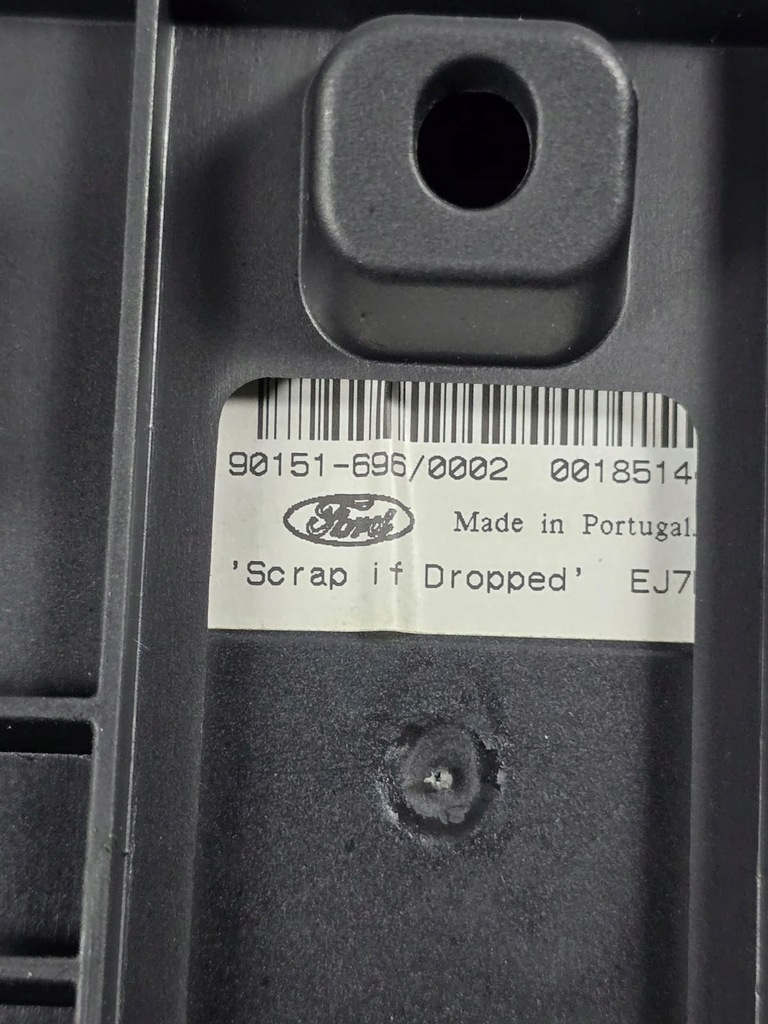 90151-696/0002 0018514
Ford Made in Portugal.
'Scrap if Dropped' EJ7